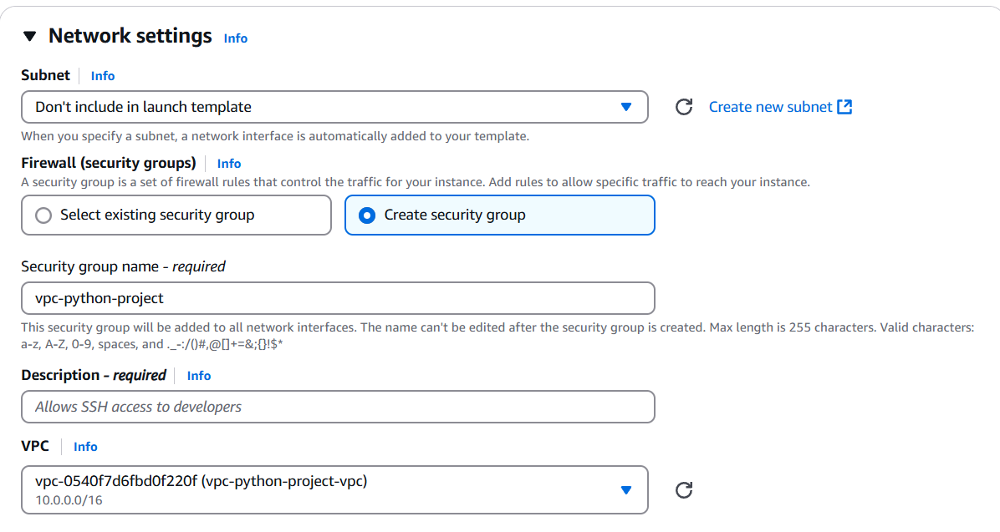 Network settings Info
Subnet Info
Don't include in launch template
Create new subnet
When you specify a subnet, a network interface is automatically added to your template.
Firewall (security groups) Info
A security group is a set of firewall rules that control the traffic for your instance. Add rules to allow specific traffic to reach your instance.
Select existing security group Create security group
Security group name - required
vpc-python-project
This security group will be added to all network interfaces. The name can't be edited after the security group is created. Max length is 255 characters. Valid characters:
a-z, A-Z, 0-9, spaces, and ._-:/()#,@[]+=&;{}!$*
Description - required Info
Allows SSH access to developers
VPC Info
vpc-0540f7d6fbd0f220f (vpc-python-project-vpc)
10.0.0.0/16